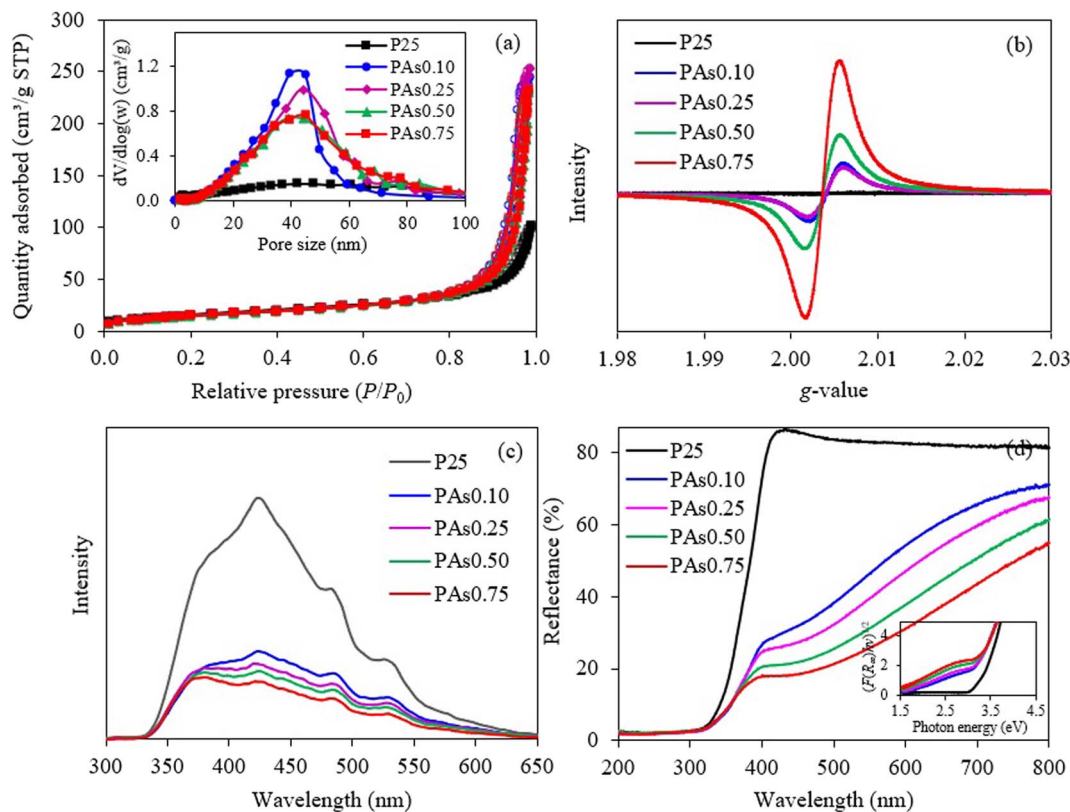 (a)
Quantity adsorbed (cm³/g STP)
300
250
200
150
100
50
0
0.0 0.2 0.4 0.6 0.8 1.0
Relative pressure (P/P₀)
dV/dlog(w) (cm³/g)
1.2
0.8
0.4
0.0
0 20 40 60 80 100
Pore size (nm)
P25
PAs0.10
PAs0.25
PAs0.50
PAs0.75
(b)
Intensity
P25
PAs0.10
PAs0.25
PAs0.50
PAs0.75
1.98 1.99 2.00 2.01 2.02 2.03
g-value
(c)
Intensity
P25
PAs0.10
PAs0.25
PAs0.50
PAs0.75
300 350 400 450 500 550 600 650
Wavelength (nm)
(d)
Reflectance (%)
80
60
40
20
0
P25
PAs0.10
PAs0.25
PAs0.50
PAs0.75
200 300 400 500 600 700 800
Wavelength (nm)
4
2
0
1.5 2.5 3.5 4.5
Photon energy (eV)